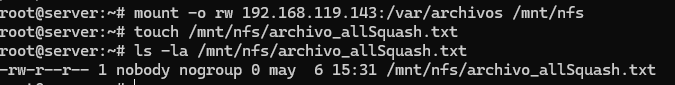 root@server:~# mount -o rw 192.168.119.143:/var/archivos /mnt/nfs
root@server:~# touch /mnt/nfs/archivo_allSquash.txt
root@server:~# ls -la /mnt/nfs/archivo_allSquash.txt
-rw-r--r-- 1 nobody nogroup 0 may  6 15:31 /mnt/nfs/archivo_allSquash.txt
root@server:~#